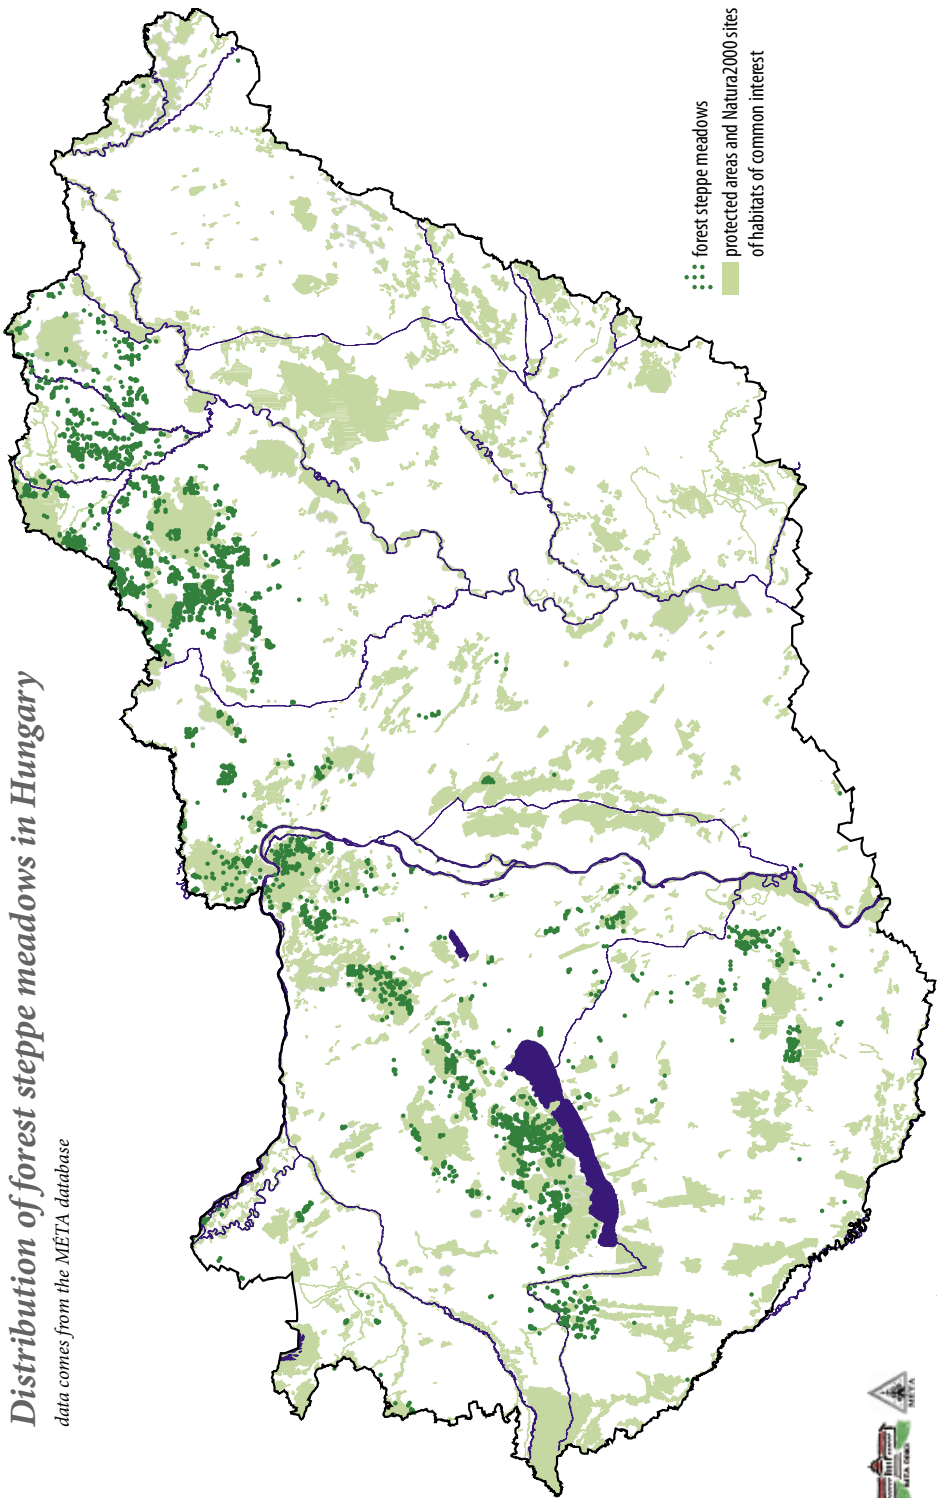 Distribution of forest steppe meadows in Hungary
data comes from the MÉTA database
forest steppe meadows
protected areas and Natura2000 sites
of habitats of common interest
MÉTA